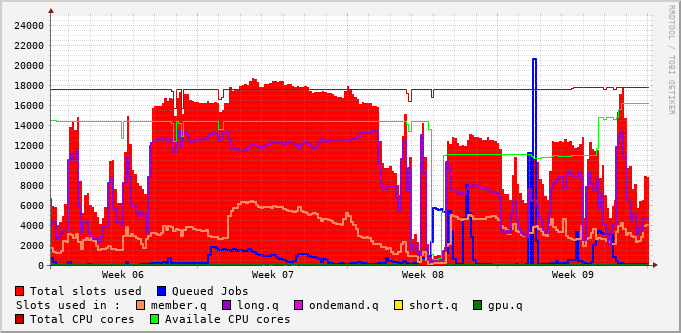 RRDTOOL / TOBI OETIKER
24000
22000
20000
18000
16000
14000
12000
10000
8000
6000
4000
2000
0
Week 06 Week 07 Week 08 Week 09
Total slots used Queued Jobs
Slots used in : member.q long.q ondemand.q short.q gpu.q
Total CPU cores Availale CPU cores